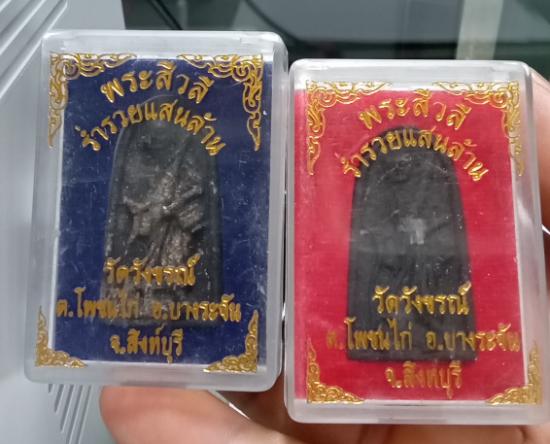 พระสีวลี
ร่ำรวยแสนล้าน
วัดวังขรณ์
ต.โพชนไก่ อ.บางระจัน
จ.สิงห์บุรี
พระสีวลี
ร่ำรวยแสนล้าน
วัดวังขรณ์
ต.โพชนไก่ อ.บางระจัน
จ.สิงห์บุรี